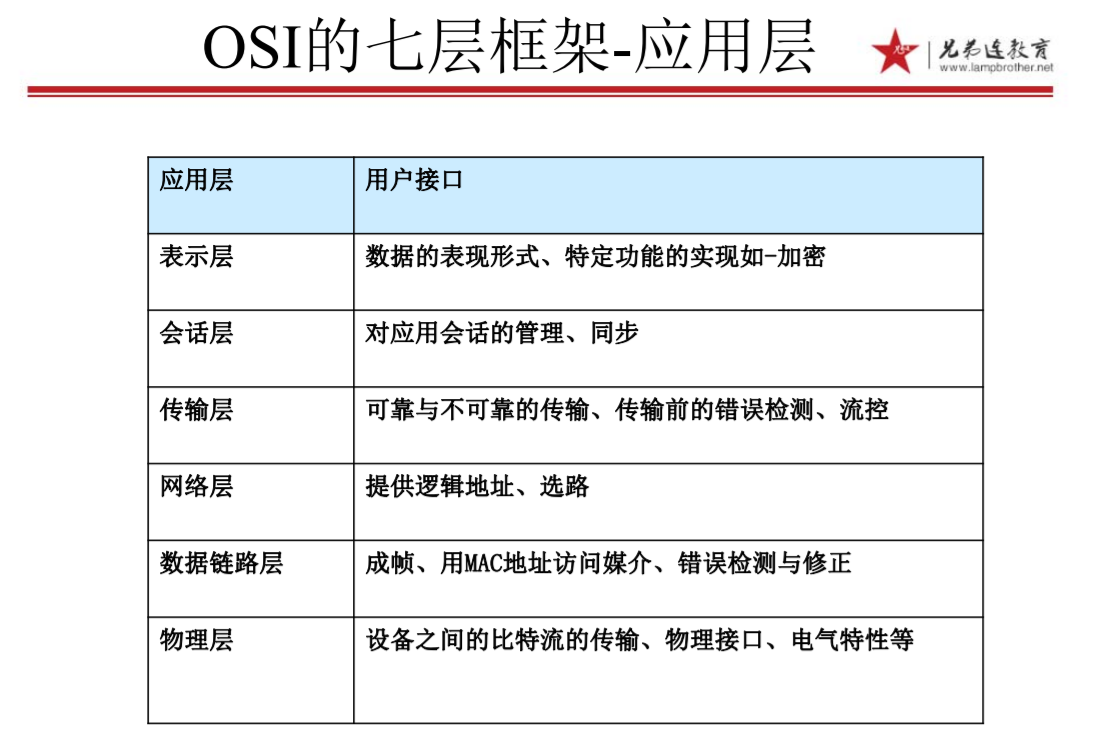 OSI的七层框架-应用层
XDL
兄弟连教育
www.lampbrother.net
应用层 用户接口
表示层 数据的表现形式、特定功能的实现如-加密
会话层 对应用会话的管理、同步
传输层 可靠与不可靠的传输、传输前的错误检测、流控
网络层 提供逻辑地址、选路
数据链路层 成帧、用MAC地址访问媒介、错误检测与修正
物理层 设备之间的比特流的传输、物理接口、电气特性等